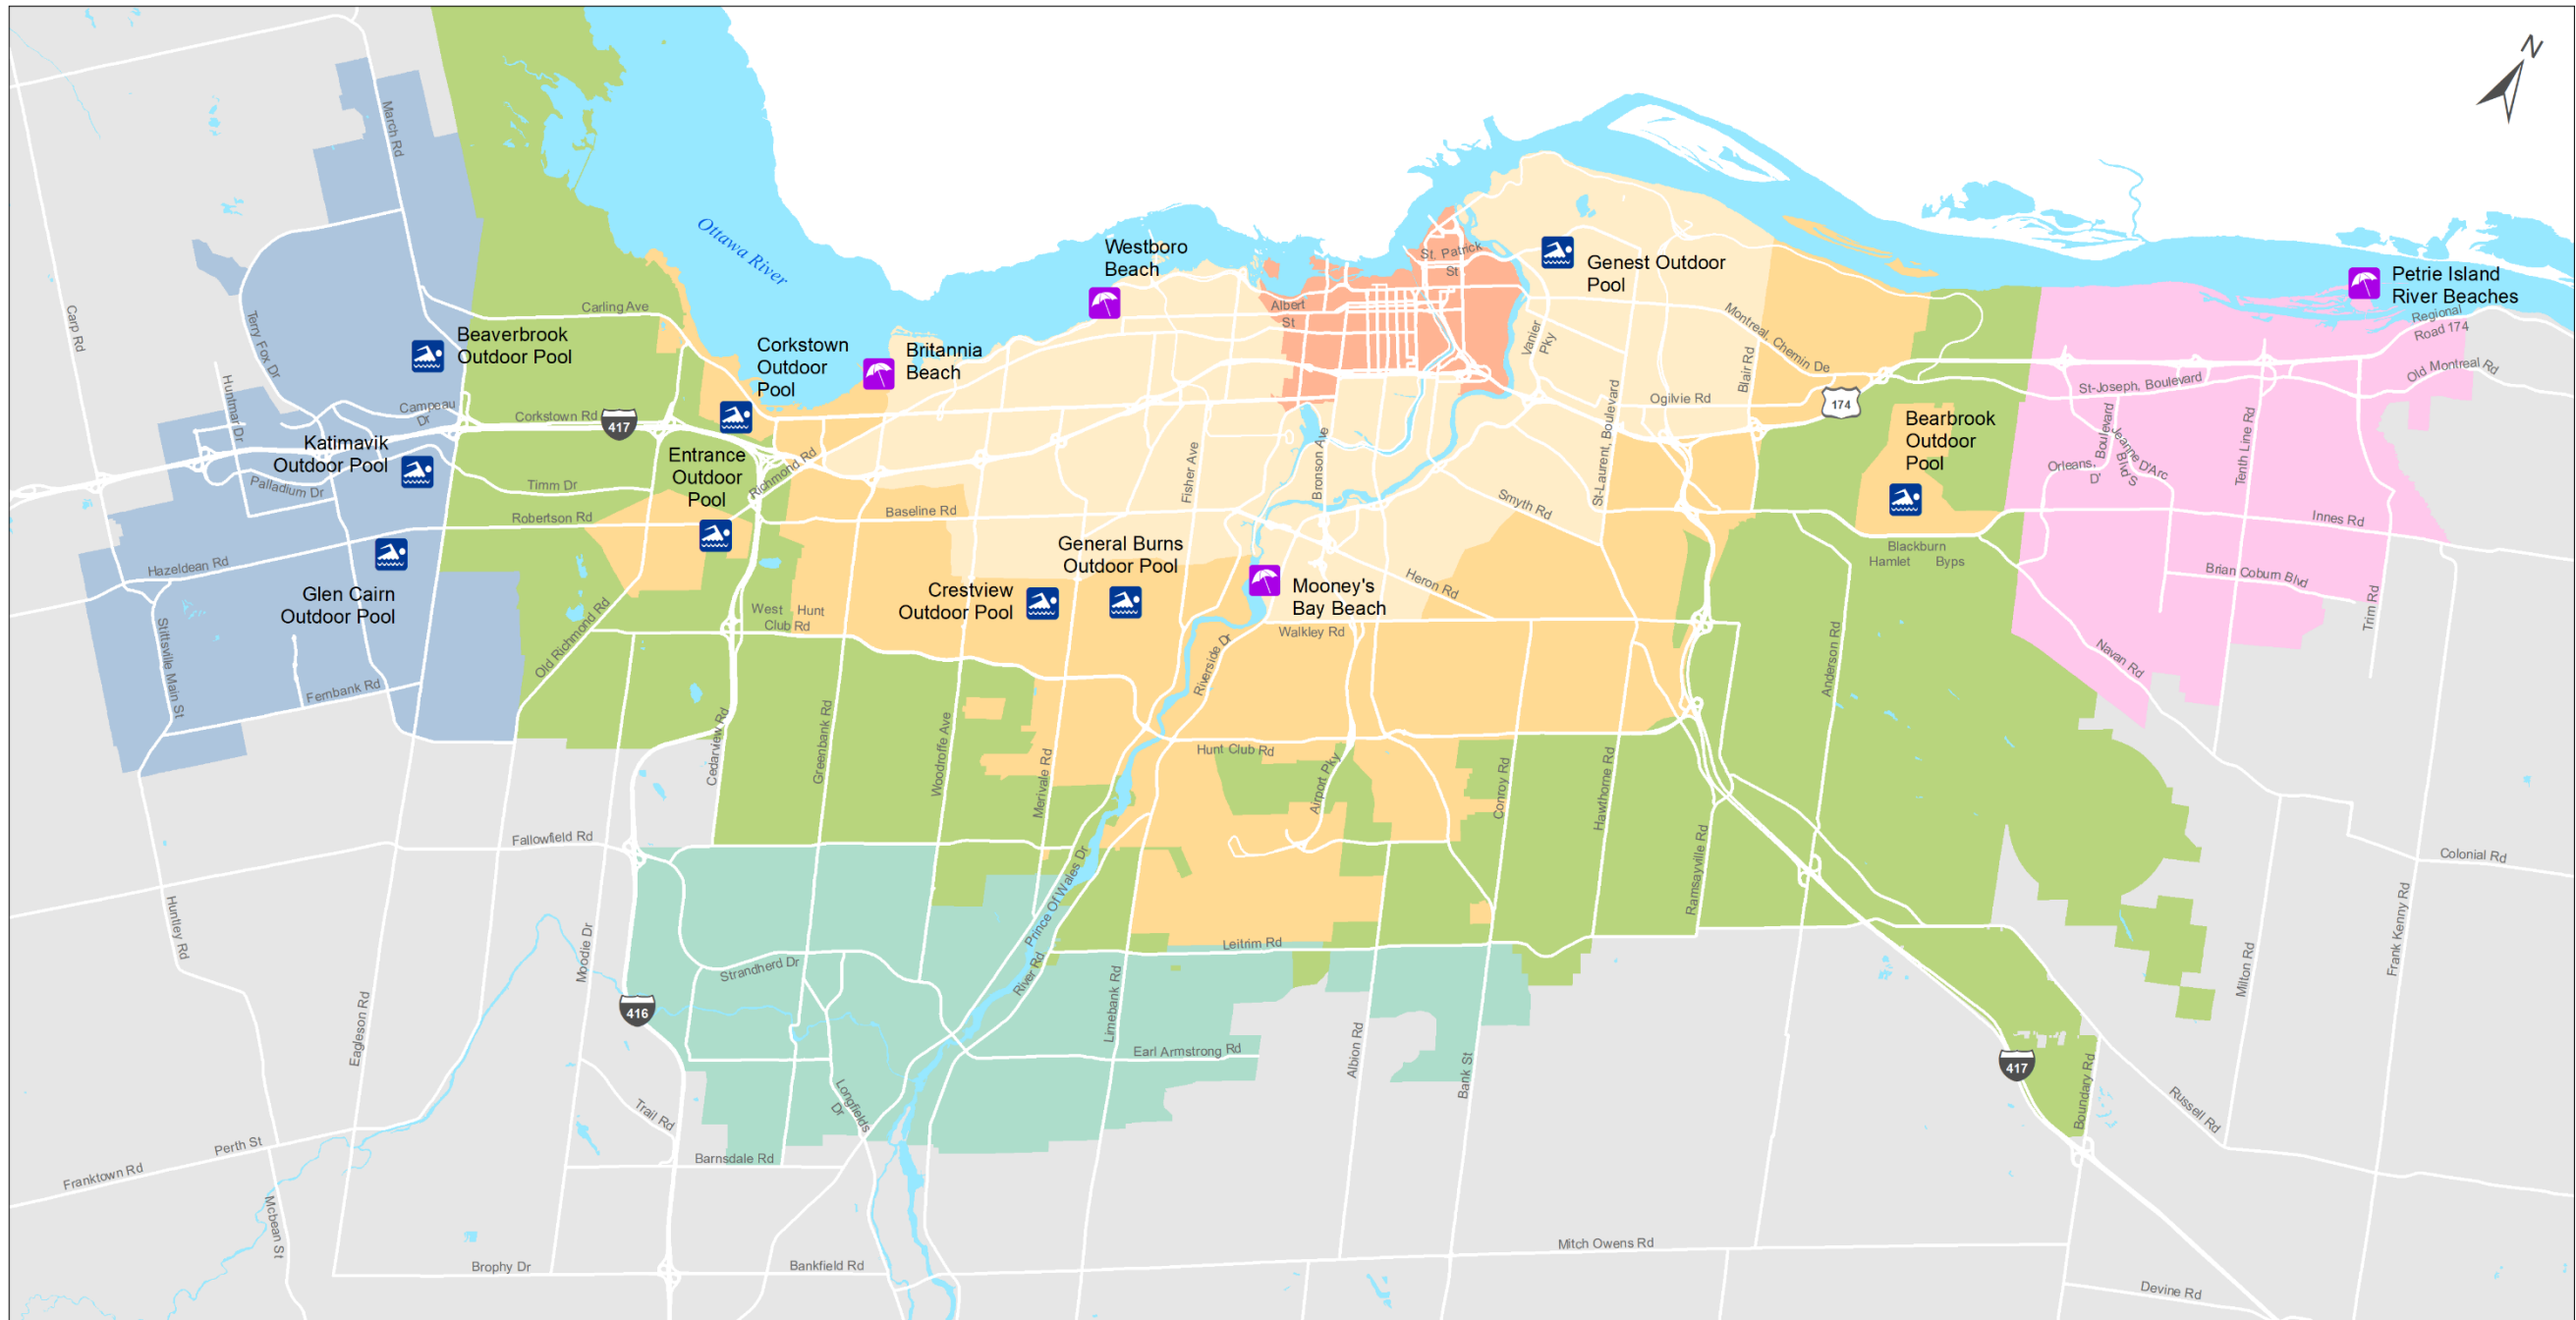 N
March Rd
Ottawa River
Westboro
Beach
St. Patrick
St
Genest Outdoor
Pool
Petrie Island
River Beaches
Regional
Road 174
Carp Rd
Terry Fox Dr
Carling Ave
Albert
St
Vanier
Pky
Montreal, Chemin De
Beaverbrook
Outdoor Pool
Corkstown
Outdoor
Pool
Britannia
Beach
Blair Rd
Old Montreal Rd
St-Joseph, Boulevard
Huntmar Dr
Campeau
Dr
Corkstown Rd
417
Ogilvie Rd
174
Bearbrook
Outdoor
Pool
Katimavik
Outdoor Pool
Entrance
Outdoor
Pool
Richmond Rd
Fisher Ave
Bronson Ave
St-Laurent, Boulevard
Orleans,
D'
Boulevard
Jeanne D'Arc
Blvd S
Tenth Line Rd
Palladium Dr
Timm Dr
Robertson Rd
Baseline Rd
Smyth Rd
Innes Rd
Hazeldean Rd
General Burns
Outdoor Pool
Blackburn
Hamlet Byps
Brian Coburn Blvd
Glen Cairn
Outdoor Pool
Crestview
Outdoor Pool
Mooney's
Bay Beach
Heron Rd
Trim Rd
West Hunt
Club Rd
Walkley Rd
Old Richmond Rd
Stittsville Main St
Fernbank Rd
Riverside Dr
Anderson Rd
Navan Rd
Cedarview Rd
Greenbank Rd
Woodroffe Ave
Merivale Rd
Hunt Club Rd
Airport Pky
Conroy Rd
Hawthorne Rd
Fallowfield Rd
Ramsayville Rd
Colonial Rd
Huntley Rd
Moodie Dr
Prince Of Wales Dr
Strandherd Dr
River Rd
Leitrim Rd
Limebank Rd
Milton Rd
Frank Kenny Rd
416
Eagleson Rd
Earl Armstrong Rd
Albion Rd
Bank St
417
Boundary Rd
Russell Rd
Trail Rd
Longfields
Dr
Perth St
Franktown Rd
Barnsdale Rd
Mcbean St
Brophy Dr
Bankfield Rd
Mitch Owens Rd
Devine Rd